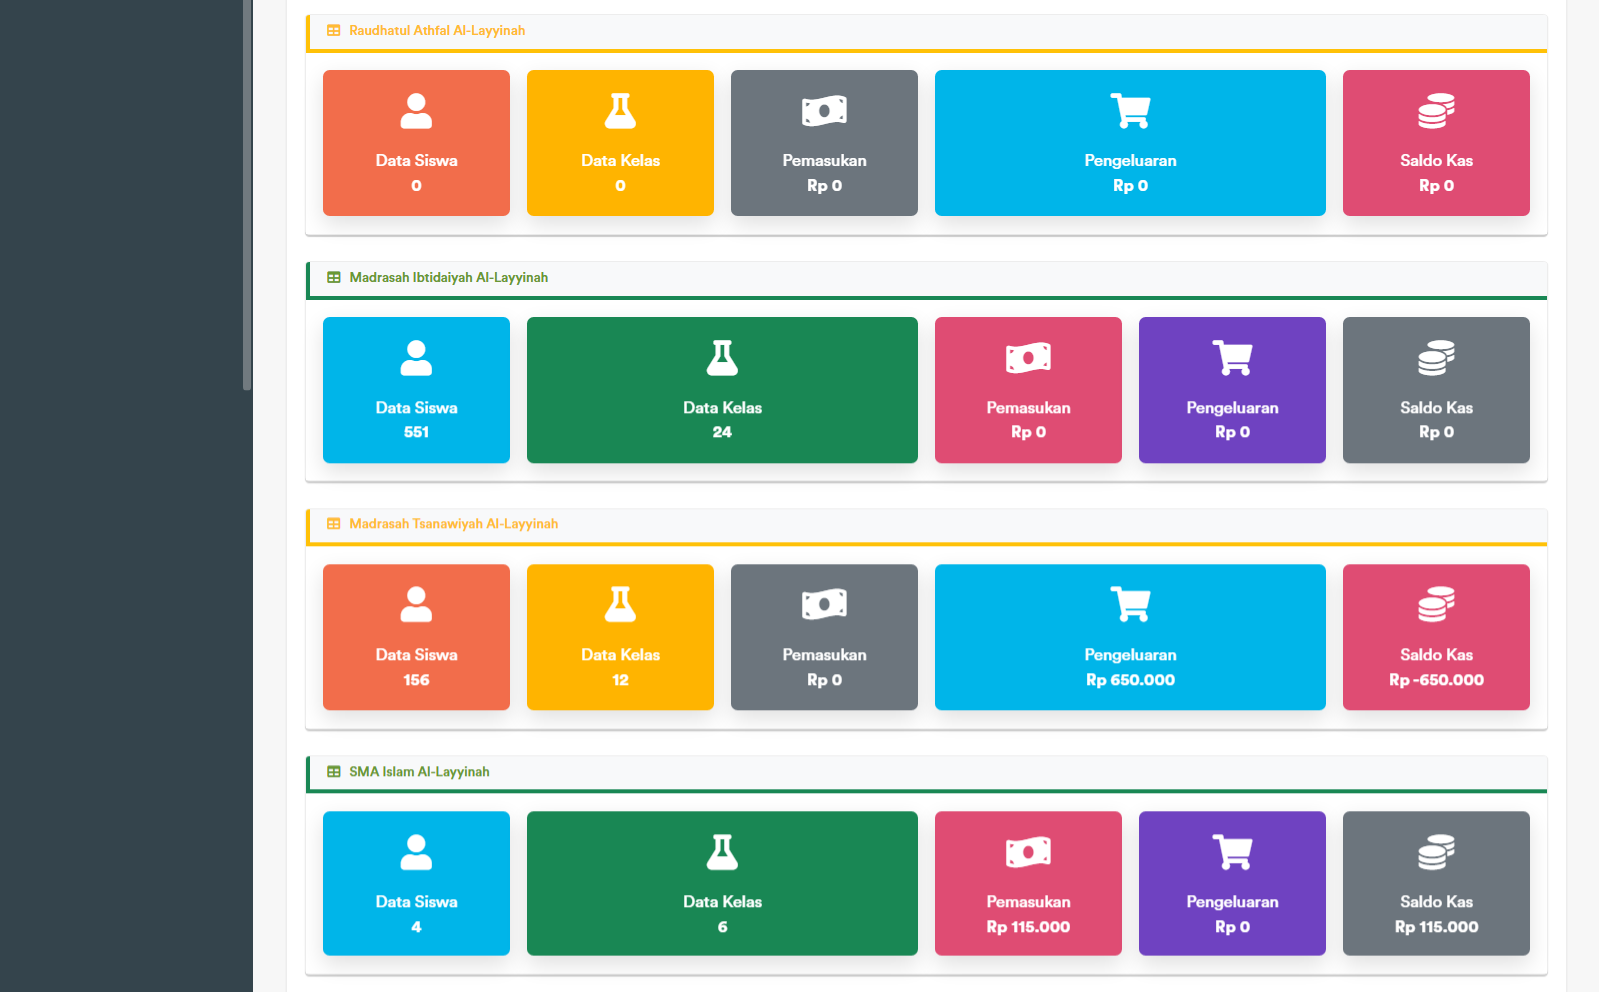 Raudhatul Athfal Al-Layyinah
Data Siswa
0
Data Kelas
0
Pemasukan
Rp 0
Pengeluaran
Rp 0
Saldo Kas
Rp 0
Madrasah Ibtidaiyah Al-Layyinah
Data Siswa
551
Data Kelas
24
Pemasukan
Rp 0
Pengeluaran
Rp 0
Saldo Kas
Rp 0
Madrasah Tsanawiyah Al-Layyinah
Data Siswa
156
Data Kelas
12
Pemasukan
Rp 0
Pengeluaran
Rp 650.000
Saldo Kas
Rp -650.000
SMA Islam Al-Layyinah
Data Siswa
4
Data Kelas
6
Pemasukan
Rp 115.000
Pengeluaran
Rp 0
Saldo Kas
Rp 115.000